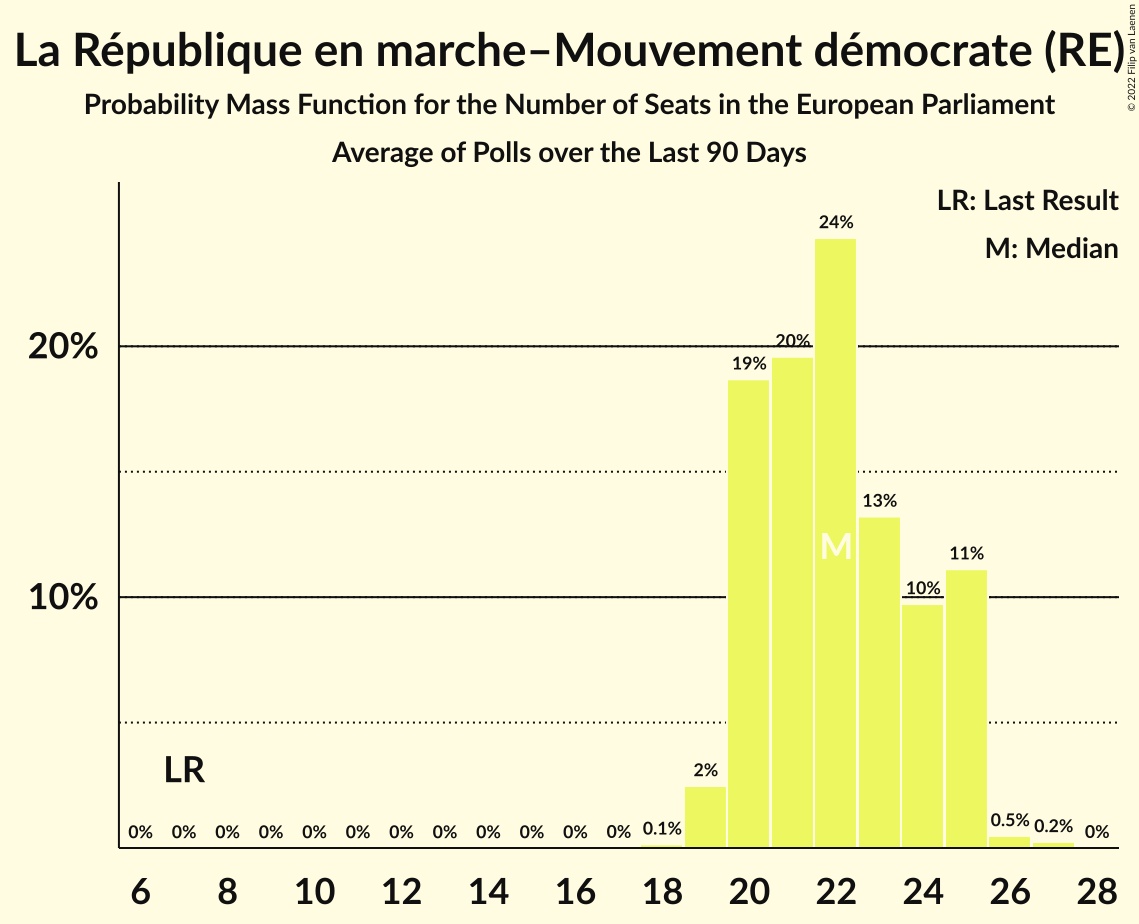 La République en marche–Mouvement démocrate (RE)
© 2022 Filip van Laenen
Probability Mass Function for the Number of Seats in the European Parliament
Average of Polls over the Last 90 Days
LR: Last Result
M: Median
24%
20%
20%
19%
13%
M
11%
10%
10%
LR
2%
0% 0% 0% 0% 0% 0% 0% 0% 0% 0% 0% 0% 0.1% 0.5% 0.2% 0%
6 8 10 12 14 16 18 20 22 24 26 28